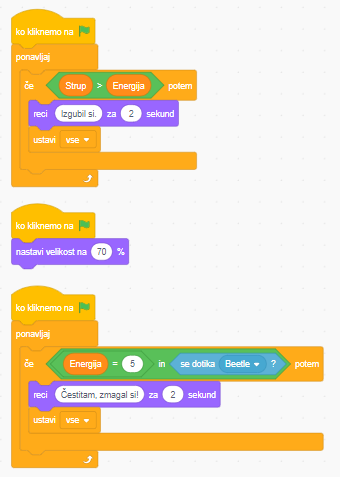 ko kliknemo na
ponavljaj
če Strup > Energija potem
reci Izgubil si. za 2 sekund
ustavi vse
ko kliknemo na
nastavi velikost na 70 %
ko kliknemo na
ponavljaj
če Energija = 5 in se dotika Beetle ? potem
reci Čestitam, zmagal si! za 2 sekund
ustavi vse